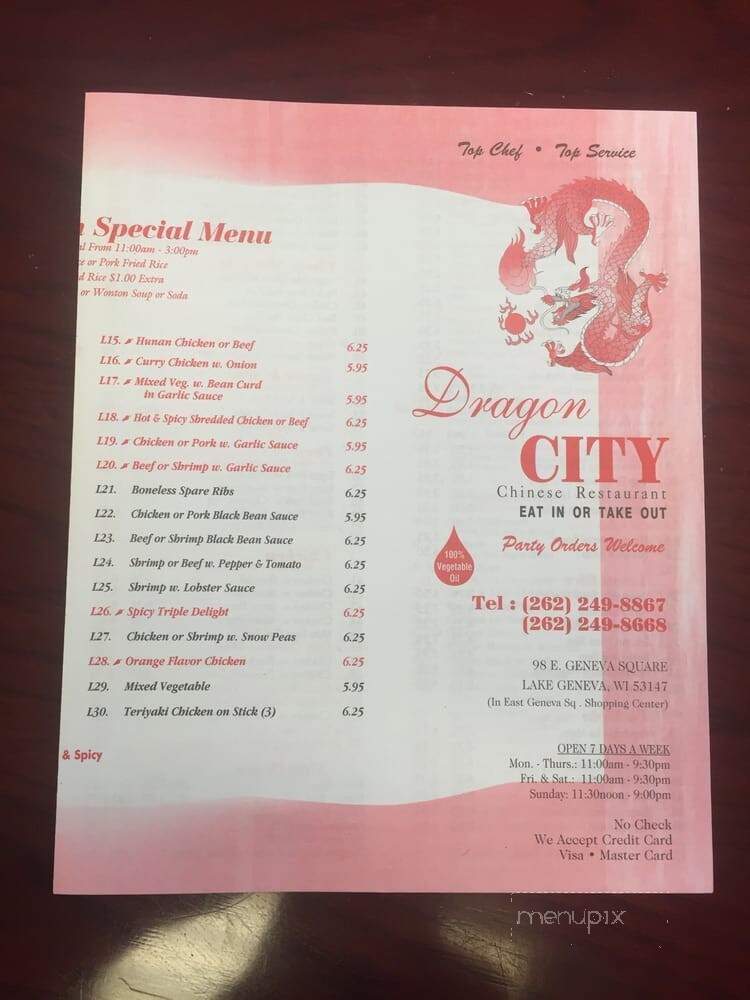 Special Menu
From 11:00am - 3:00pm
or Pork Fried Rice
Rice $1.00 Extra
or Wonton Soup or Soda
L15. Hunan Chicken or Beef 6.25
L16. Curry Chicken w. Onion 5.95
L17. Mixed Veg. w. Bean Curd
in Garlic Sauce 5.95
L18. Hot & Spicy Shredded Chicken or Beef 6.25
L19. Chicken or Pork w. Garlic Sauce 5.95
L20. Beef or Shrimp w. Garlic Sauce 6.25
L21. Boneless Spare Ribs 6.25
L22. Chicken or Pork Black Bean Sauce 5.95
L23. Beef or Shrimp Black Bean Sauce 6.25
L24. Shrimp or Beef w. Pepper & Tomato 6.25
L25. Shrimp w. Lobster Sauce 6.25
L26. Spicy Triple Delight 6.25
L27. Chicken or Shrimp w. Snow Peas 6.25
L28. Orange Flavor Chicken 6.25
L29. Mixed Vegetable 5.95
L30. Teriyaki Chicken on Stick (3) 6.25
& Spicy
Top Chef • Top Service
Dragon
CITY
Chinese Restaurant
EAT IN OR TAKE OUT
Party Orders Welcome
100%
Vegetable
Oil
Tel : (262) 249-8867
(262) 249-8668
98 E. GENEVA SQUARE
LAKE GENEVA, WI 53147
(In East Geneva Sq . Shopping Center)
OPEN 7 DAYS A WEEK
Mon. - Thurs.: 11:00am - 9:30pm
Fri. & Sat.: 11:00am - 9:30pm
Sunday: 11:30noon - 9:00pm
No Check
We Accept Credit Card
Visa • Master Card
menupix